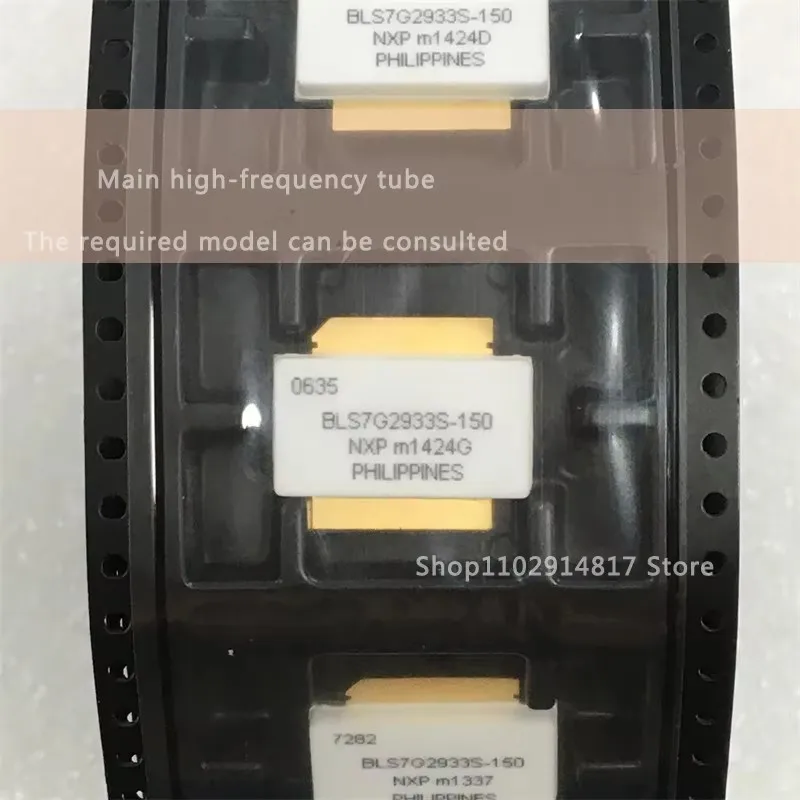 BLS7G2933S-150
NXP m1424D
PHILIPPINES
Main high-frequency tube
The required model can be consulted
0635
BLS7G2933S-150
NXP m1424G
PHILIPPINES
Shop1102914817 Store
7282
BLS7G2933S-150
NXP m1337
PHILIPPINES